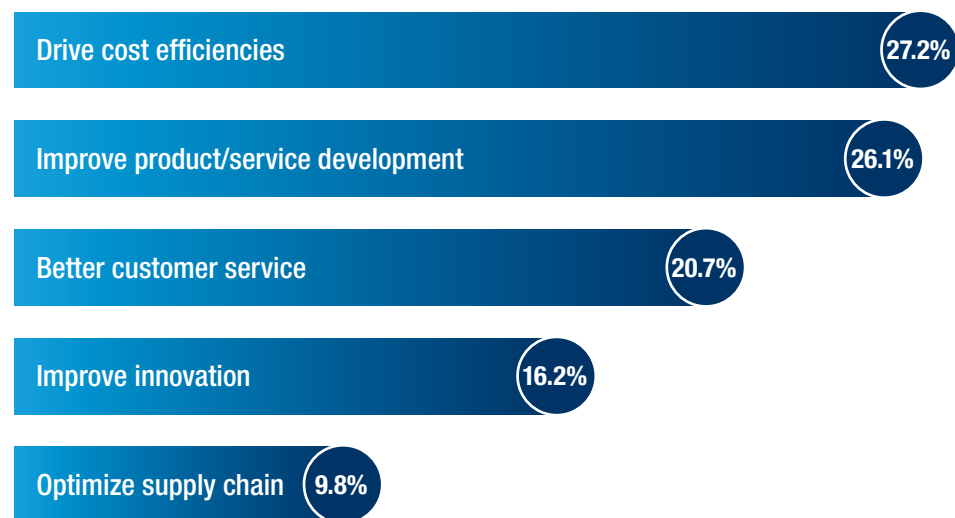 Drive cost efficiencies 27.2%
Improve product/service development 26.1%
Better customer service 20.7%
Improve innovation 16.2%
Optimize supply chain 9.8%